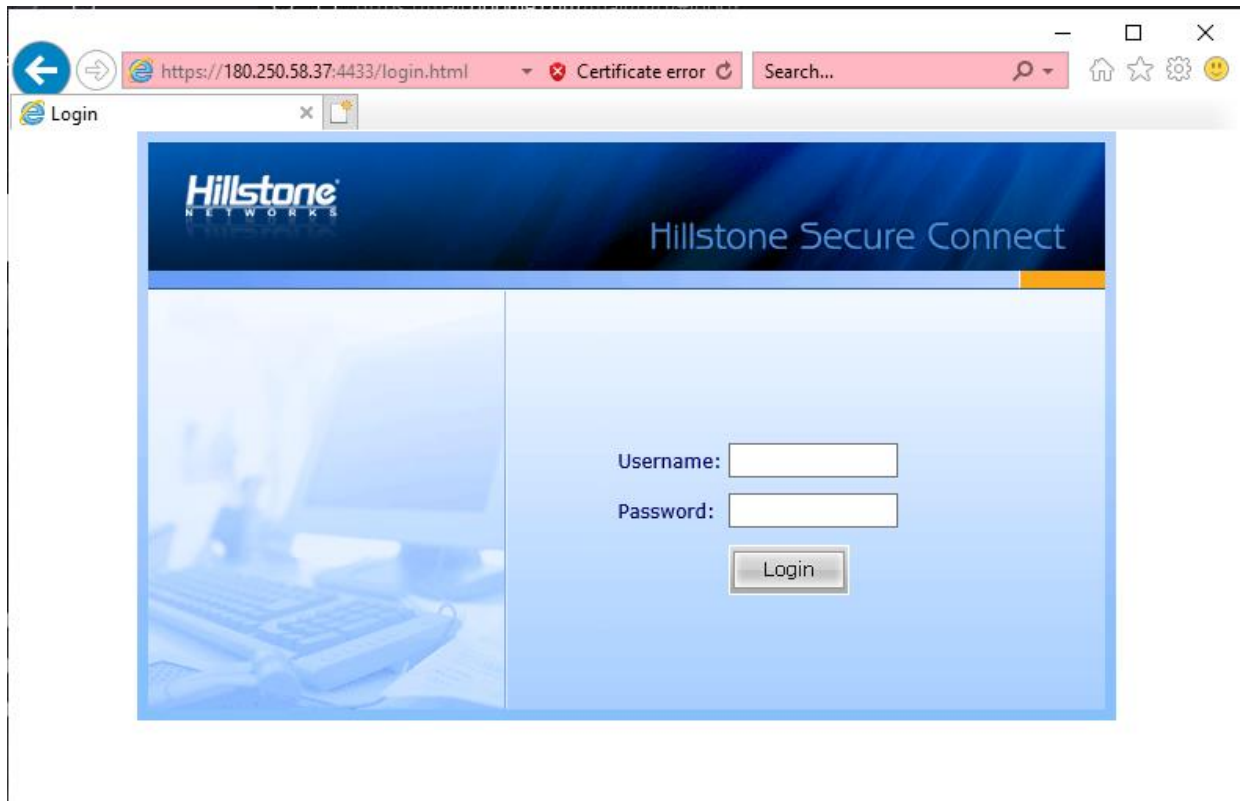 https://180.250.58.37:4433/login.html Certificate error Search...
Login
Hillstone
NETWORKS
Hillstone Secure Connect
Username:
Password:
Login